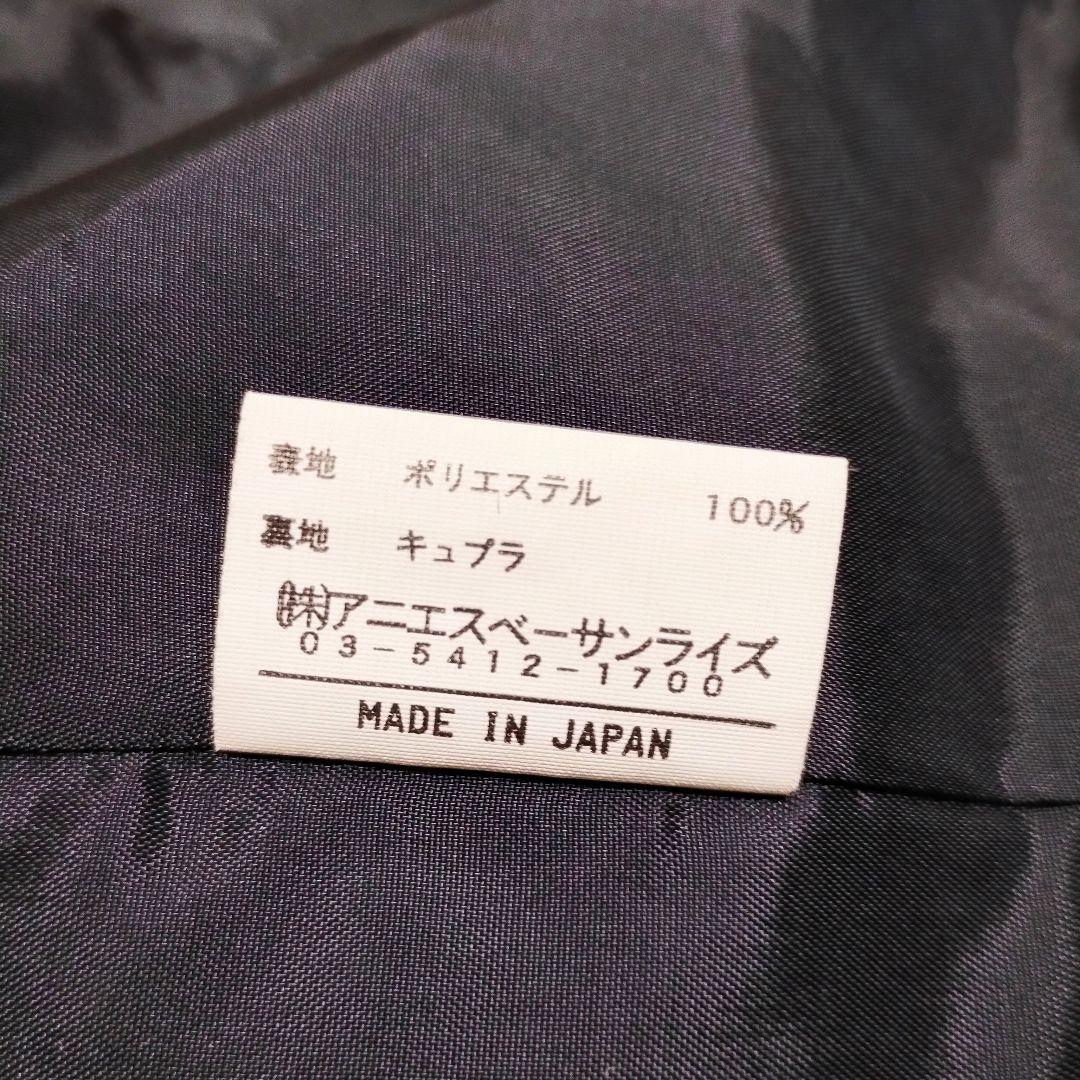 表地 ポリエステル 100%
裏地 キュプラ
(株)アニエスベーサンライズ
03-5412-1700
MADE IN JAPAN